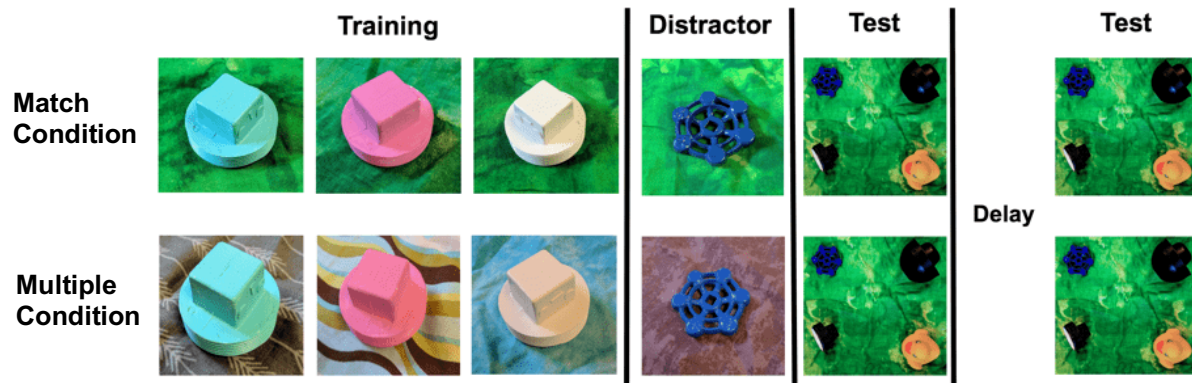 Training
Distractor
Test
Test
Match
Condition
Delay
Multiple
Condition